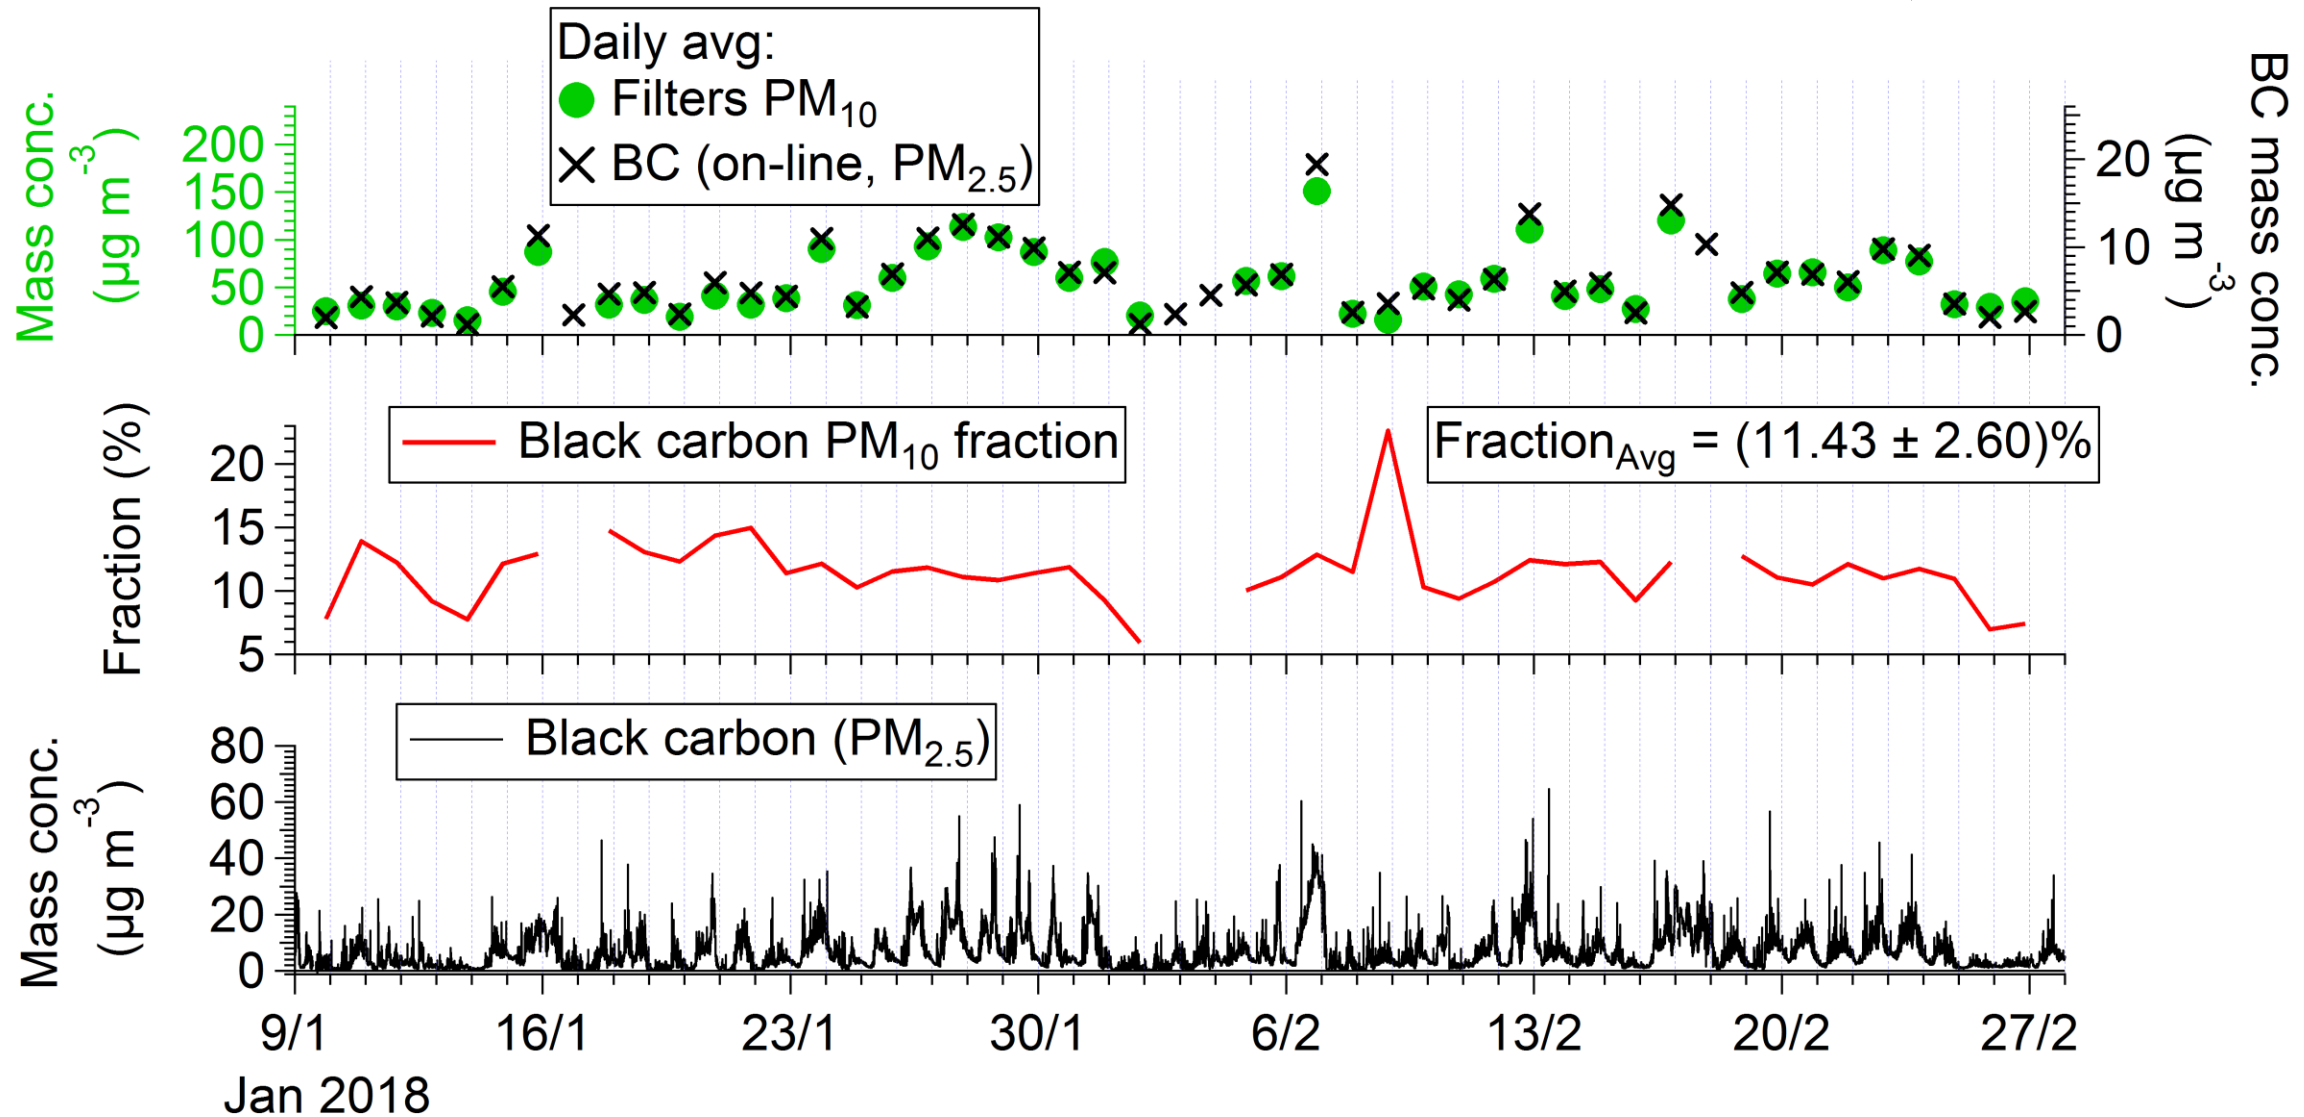 Daily avg:
Filters PM10
BC (on-line, PM2.5)
Mass conc.
(µg m-3)
200
150
100
50
0
20
10
0
BC mass conc.
(µg m-3)
Fraction (%)
20
15
10
5
Black carbon PM10 fraction
FractionAvg = (11.43 ± 2.60)%
Mass conc.
(µg m-3)
80
60
40
20
0
Black carbon (PM2.5)
9/1 16/1 23/1 30/1 6/2 13/2 20/2 27/2
Jan 2018